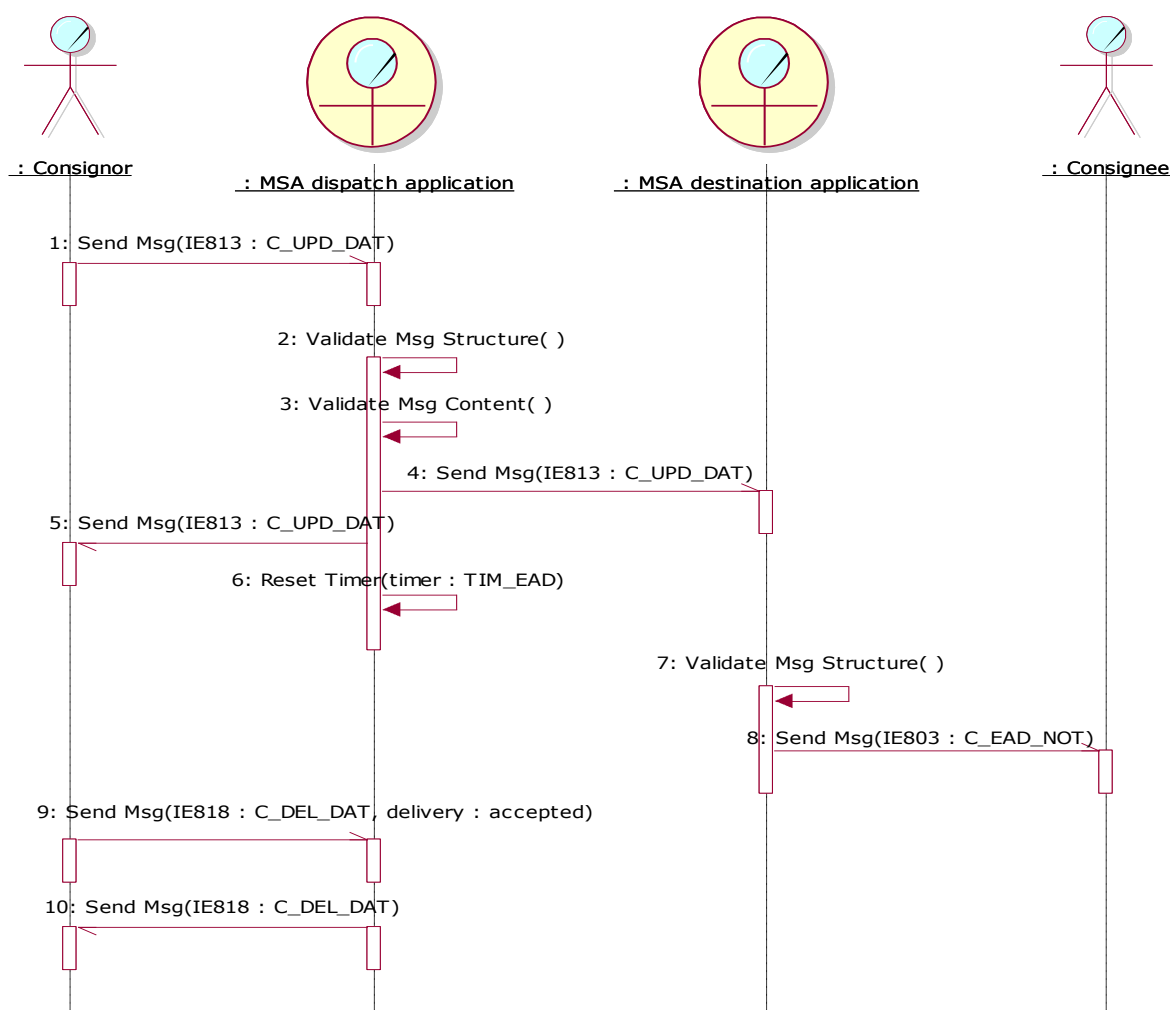 : Consignor
: MSA dispatch application
: MSA destination application
: Consignee
1: Send Msg(IE813 : C_UPD_DAT)
2: Validate Msg Structure( )
3: Validate Msg Content( )
4: Send Msg(IE813 : C_UPD_DAT)
5: Send Msg(IE813 : C_UPD_DAT)
6: Reset Timer(timer : TIM_EAD)
7: Validate Msg Structure( )
8: Send Msg(IE803 : C_EAD_NOT)
9: Send Msg(IE818 : C_DEL_DAT, delivery : accepted)
10: Send Msg(IE818 : C_DEL_DAT)